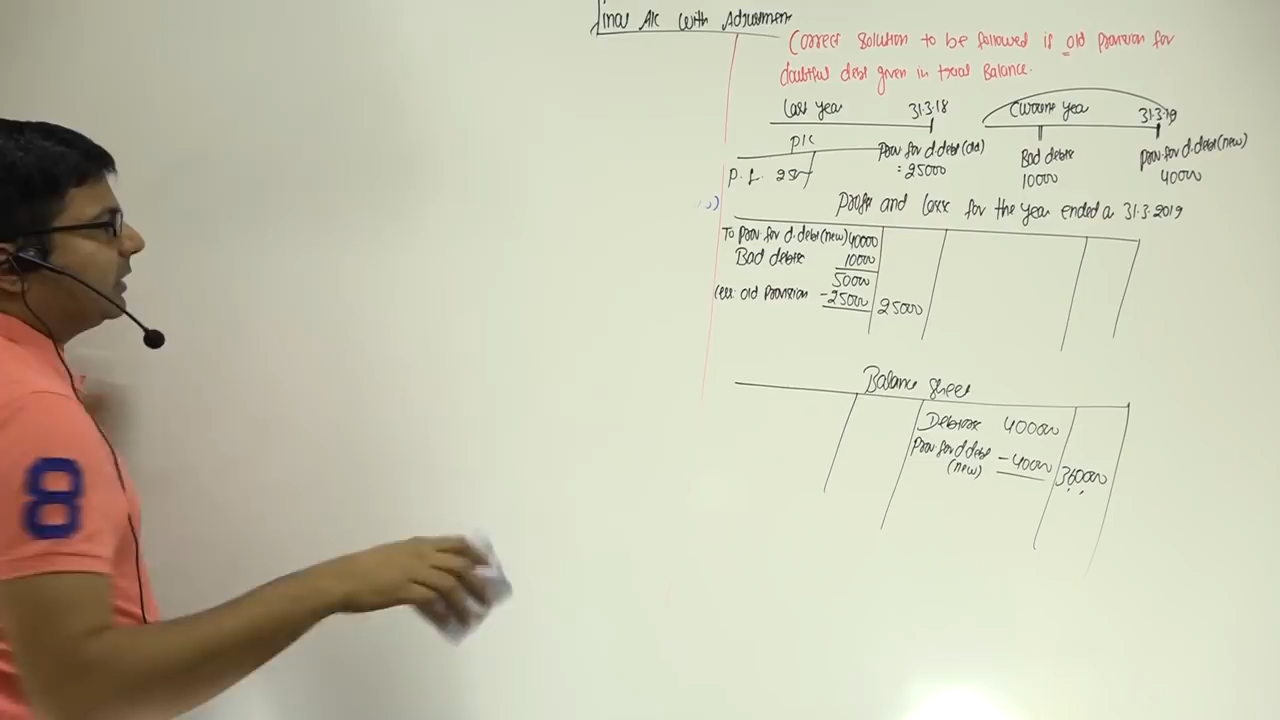 Final A/c with Adjustment
Correct solution to be followed is old provision for
doubtful debt given in trial Balance.
Last year 31.3.18
Current year 31.3.19
P/L
Prov. for d. debt (old)
= 25000
P. f.
Bad debts
10000
Prov. for d. debt (new)
40000
Profit and loss for the year ended 31.3.2019
To Prov. for d. debt (new) 40000
Bad debts 10000
50000
Less: old provision -25000 25000
Balance sheet
Debtors 400000
Prov. for d. debt -40000
(new) 360000
8